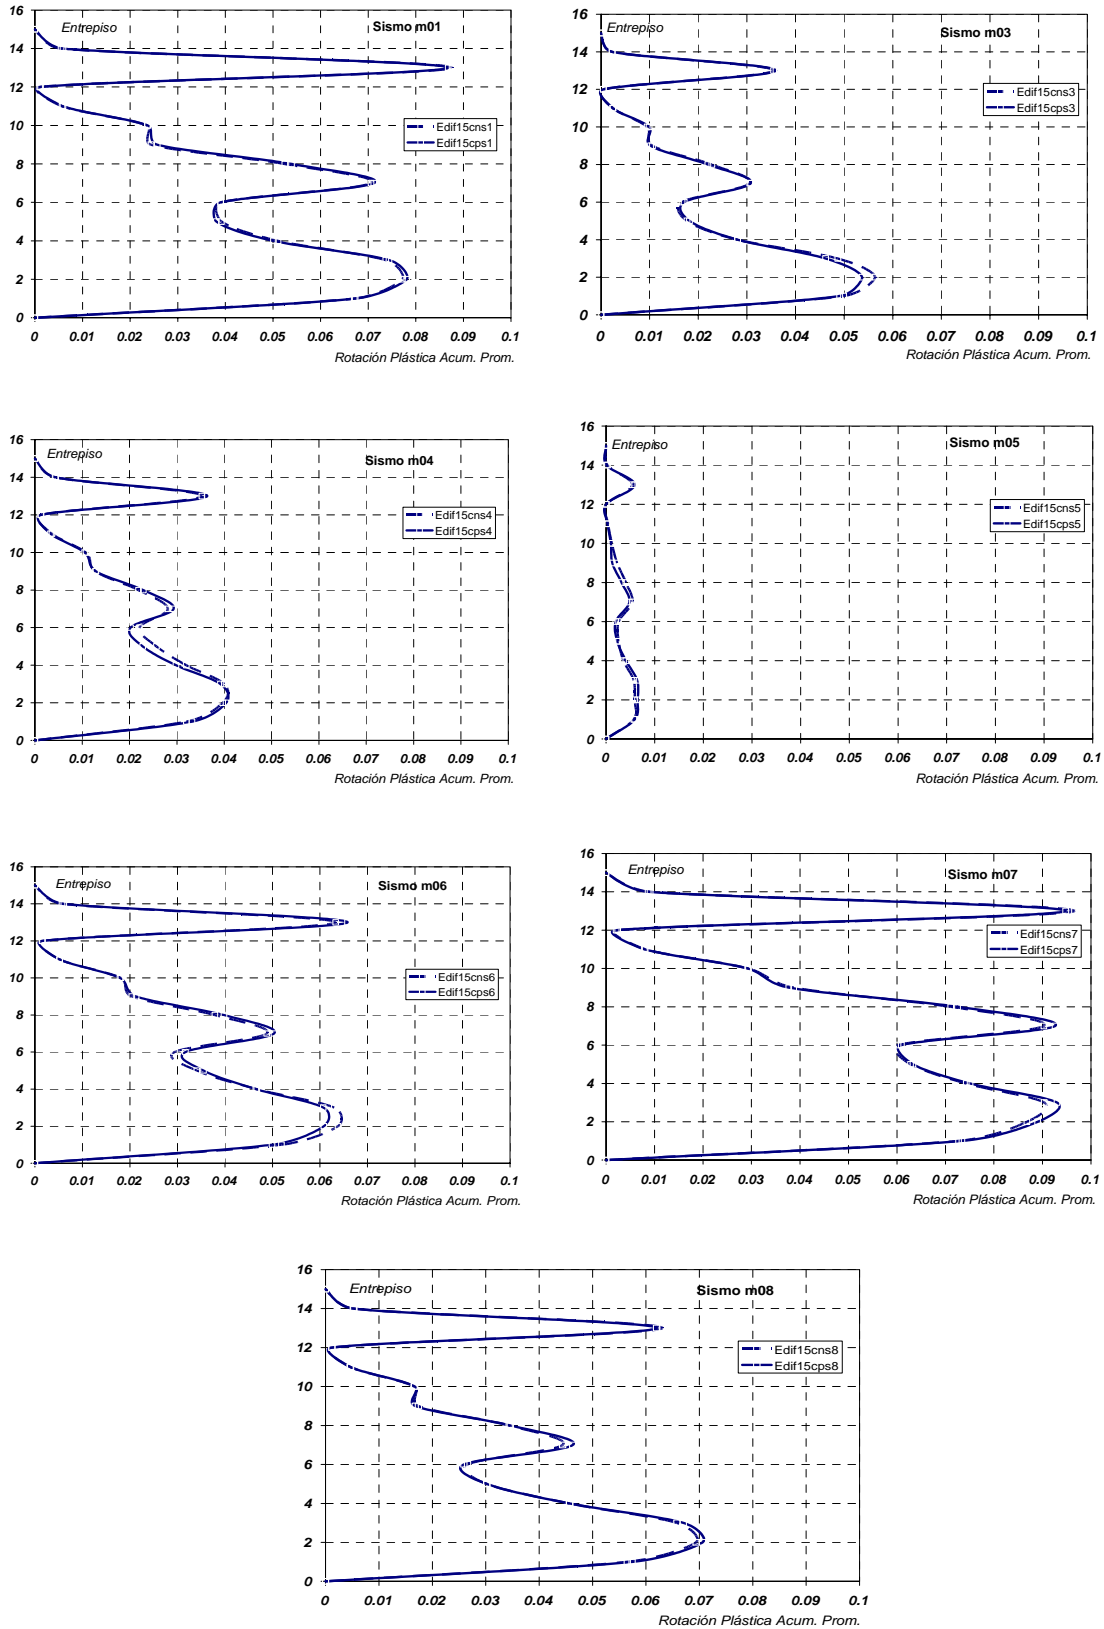 Entrepiso
Sismo m01
Edif15cns1
Edif15cps1
16
14
12
10
8
6
4
2
0
0 0.01 0.02 0.03 0.04 0.05 0.06 0.07 0.08 0.09 0.1
Rotación Plástica Acum. Prom.
Entrepiso
Sismo m03
Edif15cns3
Edif15cps3
16
14
12
10
8
6
4
2
0
0 0.01 0.02 0.03 0.04 0.05 0.06 0.07 0.08 0.09 0.1
Rotación Plástica Acum. Prom.
Entrepiso
Sismo m04
Edif15cns4
Edif15cps4
16
14
12
10
8
6
4
2
0
0 0.01 0.02 0.03 0.04 0.05 0.06 0.07 0.08 0.09 0.1
Rotación Plástica Acum. Prom.
Entrepiso
Sismo m05
Edif15cns5
Edif15cps5
16
14
12
10
8
6
4
2
0
0 0.01 0.02 0.03 0.04 0.05 0.06 0.07 0.08 0.09 0.1
Rotación Plástica Acum. Prom.
Entrepiso
Sismo m06
Edif15cns6
Edif15cps6
16
14
12
10
8
6
4
2
0
0 0.01 0.02 0.03 0.04 0.05 0.06 0.07 0.08 0.09 0.1
Rotación Plástica Acum. Prom.
Entrepiso
Sismo m07
Edif15cns7
Edif15cps7
16
14
12
10
8
6
4
2
0
0 0.01 0.02 0.03 0.04 0.05 0.06 0.07 0.08 0.09 0.1
Rotación Plástica Acum. Prom.
Entrepiso
Sismo m08
Edif15cns8
Edif15cps8
16
14
12
10
8
6
4
2
0
0 0.01 0.02 0.03 0.04 0.05 0.06 0.07 0.08 0.09 0.1
Rotación Plástica Acum. Prom.